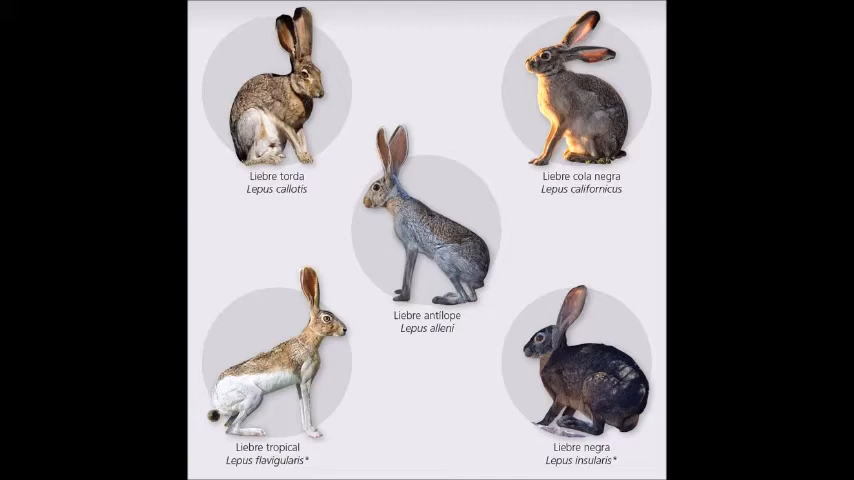 Liebre torda
Lepus callotis
Liebre cola negra
Lepus californicus
Liebre antílope
Lepus alleni
Liebre tropical
Lepus flavigularis*
Liebre negra
Lepus insularis*